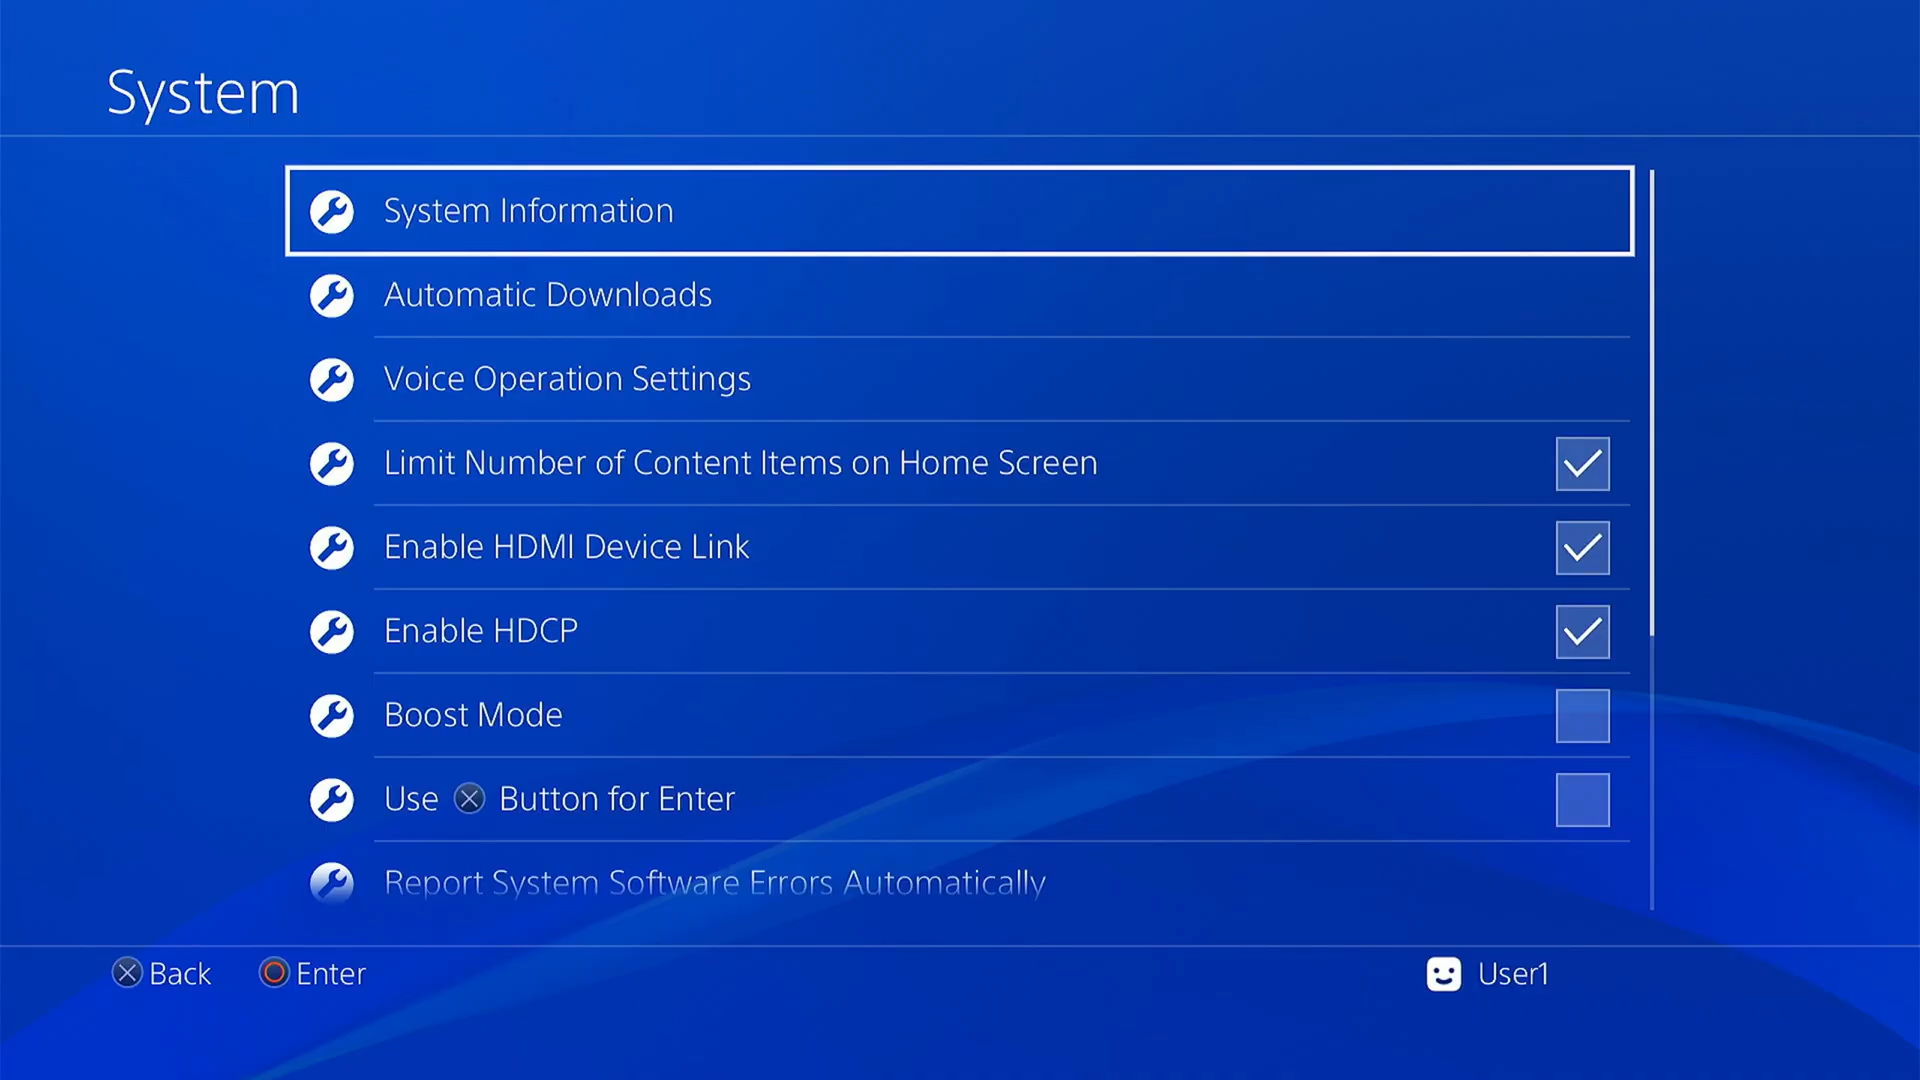 System
System Information
Automatic Downloads
Voice Operation Settings
Limit Number of Content Items on Home Screen
Enable HDMI Device Link
Enable HDCP
Boost Mode
Use Button for Enter
Report System Software Errors Automatically
Back Enter User1